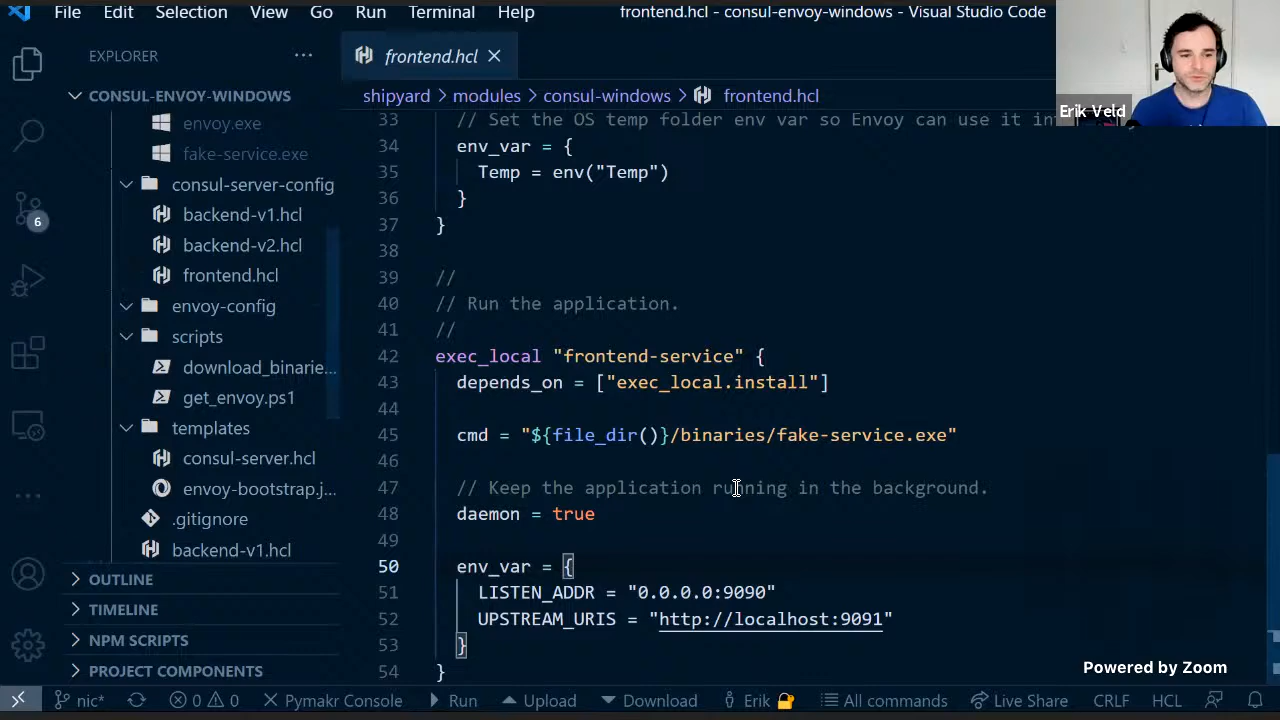 File Edit Selection View Go Run Terminal Help frontend.hcl - consul-envoy-windows - Visual Studio Code
EXPLORER
CONSUL-ENVOY-WINDOWS
envoy.exe
fake-service.exe
consul-server-config
backend-v1.hcl
backend-v2.hcl
frontend.hcl
envoy-config
scripts
download_binarie...
get_envoy.ps1
templates
consul-server.hcl
envoy-bootstrap.j...
.gitignore
backend-v1.hcl
OUTLINE
TIMELINE
NPM SCRIPTS
PROJECT COMPONENTS
6
frontend.hcl
shipyard > modules > consul-windows > frontend.hcl
33 // Set the OS temp folder env var so Envoy can use it in
34 env_var = {
35 Temp = env("Temp")
36 }
37 }
38
39 //
40 // Run the application.
41 //
42 exec_local "frontend-service" {
43 depends_on = ["exec_local.install"]
44
45 cmd = "${file_dir()}/binaries/fake-service.exe"
46
47 // Keep the application running in the background.
48 daemon = true
49
50 env_var = {
51 LISTEN_ADDR = "0.0.0.0:9090"
52 UPSTREAM_URIS = "http://localhost:9091"
53 }
54 }
Erik Veld
Powered by Zoom
nic* 0 0 Pymakr Console Run Upload Download Erik All commands Live Share CRLF HCL